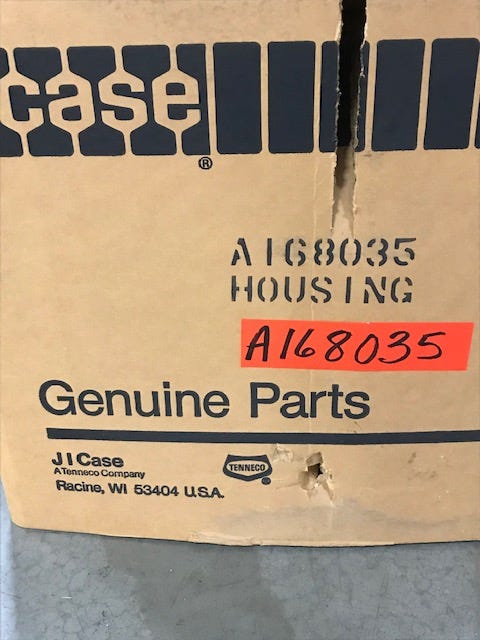 case
®
A168035
HOUSING
A168035
Genuine Parts
J I Case
A Tenneco Company
Racine, WI 53404 U.S.A.
TENNECO
®